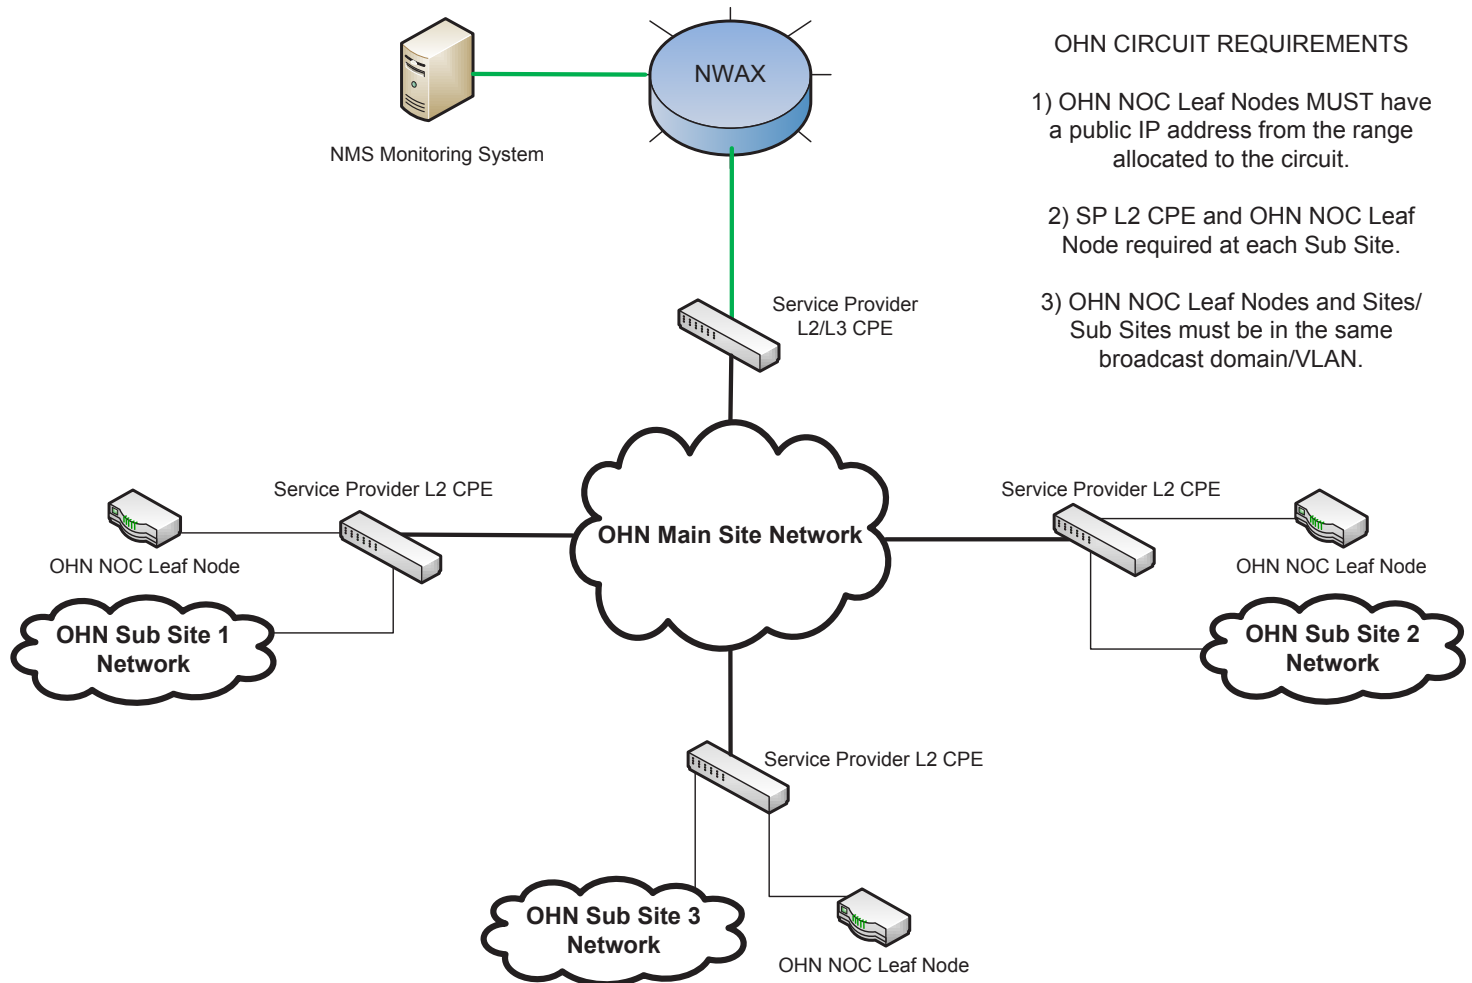 NWAX
NMS Monitoring System
OHN CIRCUIT REQUIREMENTS
1) OHN NOC Leaf Nodes MUST have
a public IP address from the range
allocated to the circuit.
2) SP L2 CPE and OHN NOC Leaf
Node required at each Sub Site.
3) OHN NOC Leaf Nodes and Sites/
Sub Sites must be in the same
broadcast domain/VLAN.
Service Provider
L2/L3 CPE
Service Provider L2 CPE
OHN NOC Leaf Node
OHN Sub Site 1
Network
OHN Main Site Network
Service Provider L2 CPE
OHN NOC Leaf Node
OHN Sub Site 2
Network
Service Provider L2 CPE
OHN Sub Site 3
Network
OHN NOC Leaf Node